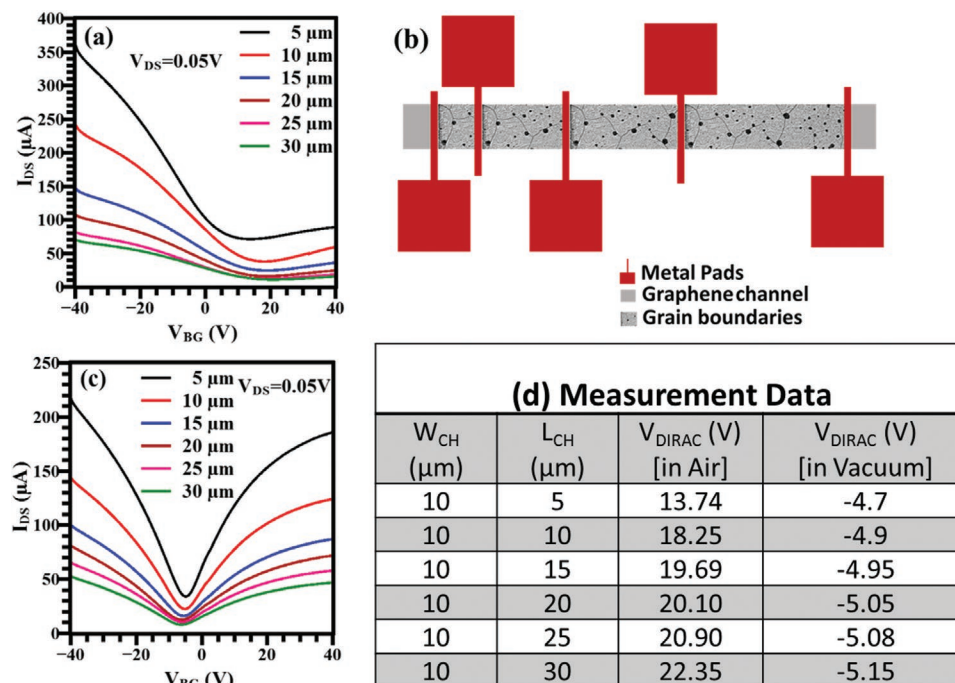 (a)
V_DS=0.05V
5 μm
10 μm
15 μm
20 μm
25 μm
30 μm
I_DS (μA)
400
350
300
250
200
150
100
50
0
−40 −20 0 20 40
V_BG (V)
(b)
Metal Pads
Graphene channel
Grain boundaries
(c)
V_DS=0.05V
5 μm
10 μm
15 μm
20 μm
25 μm
30 μm
I_DS (μA)
250
200
150
100
50
0
−40 −20 0 20 40
V_BG (V)
(d) Measurement Data
W_CH L_CH V_DIRAC (V) V_DIRAC (V)
(μm) (μm) [in Air] [in Vacuum]
10 5 13.74 -4.7
10 10 18.25 -4.9
10 15 19.69 -4.95
10 20 20.10 -5.05
10 25 20.90 -5.08
10 30 22.35 -5.15